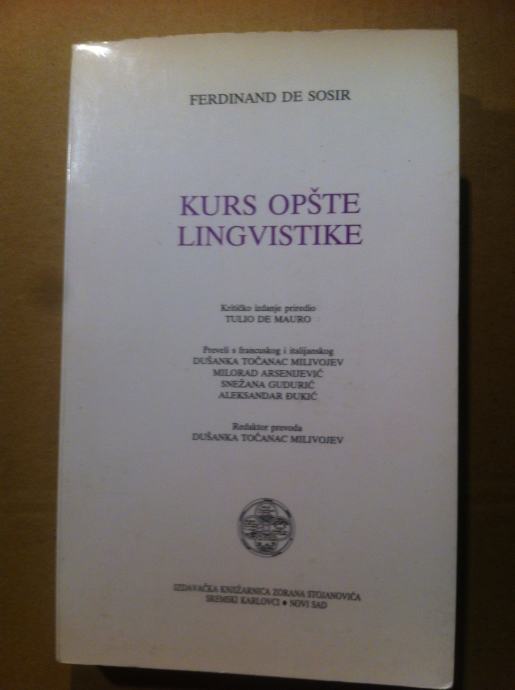 FERDINAND DE SOSIR
KURS OPŠTE
LINGVISTIKE
Kritičko izdanje priredio
TULIO DE MAURO
Preveli s francuskog i italijanskog
DUŠANKA TOČANAC MILIVOJEV
MILORAD ARSENIJEVIĆ
SNEŽANA GUDURIĆ
ALEKSANDAR ĐUKIĆ
Redaktor prevoda
DUŠANKA TOČANAC MILIVOJEV
IZDAVAČKA KNJIŽARNICA ZORANA STOJANOVIĆA
SREMSKI KARLOVCI • NOVI SAD